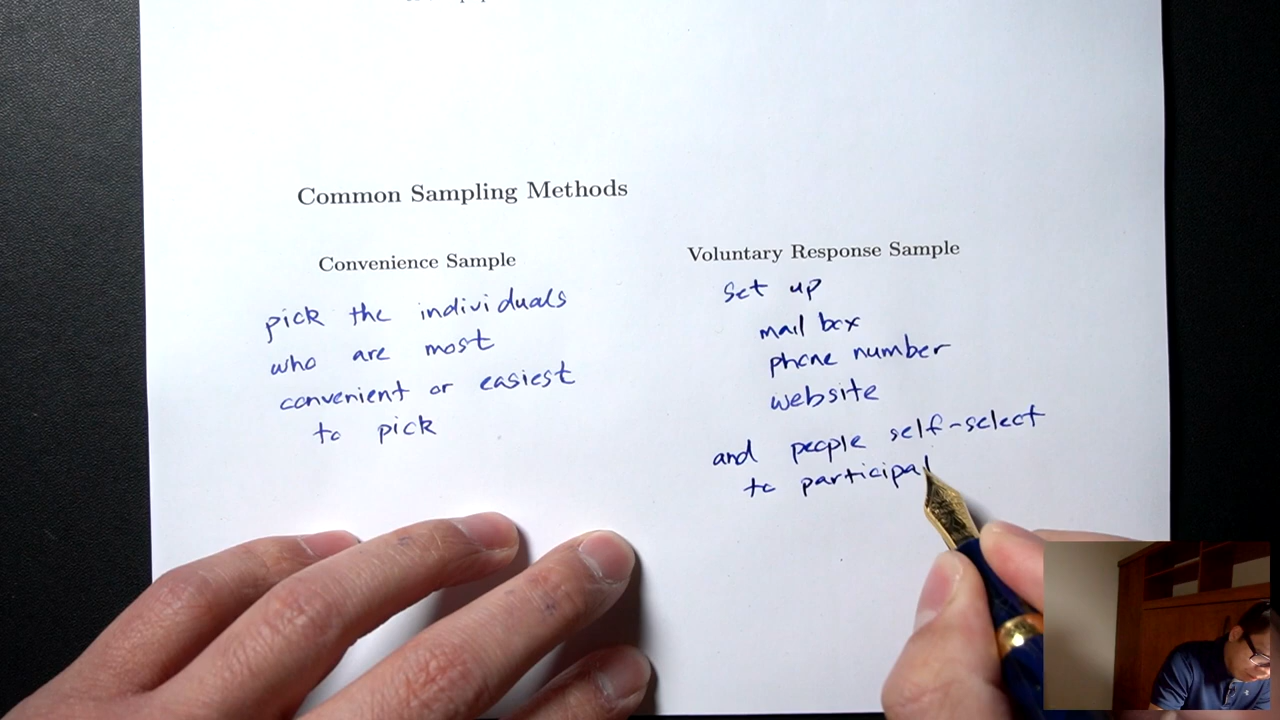 Common Sampling Methods
Convenience Sample
pick the individuals
who are most
convenient or easiest
to pick
Voluntary Response Sample
set up
mail box
phone number
website
and people self-select
to participat